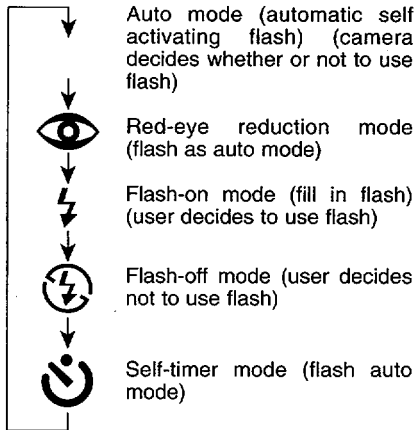 Auto mode (automatic self
activating flash) (camera
decides whether or not to use
flash)
Red-eye reduction mode
(flash as auto mode)
Flash-on mode (fill in flash)
(user decides to use flash)
Flash-off mode (user decides
not to use flash)
Self-timer mode (flash auto
mode)